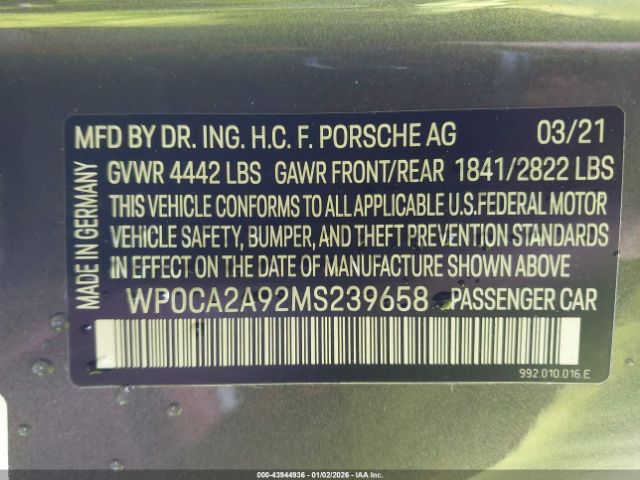 MFD BY DR. ING. H.C. F. PORSCHE AG 03/21
GVWR 4442 LBS GAWR FRONT/REAR 1841/2822 LBS
THIS VEHICLE CONFORMS TO ALL APPLICABLE U.S.FEDERAL MOTOR
VEHICLE SAFETY, BUMPER, AND THEFT PREVENTION STANDARDS
IN EFFECT ON THE DATE OF MANUFACTURE SHOWN ABOVE
WP0CA2A92MS239658 PASSENGER CAR
MADE IN GERMANY
992.010.016.E
000-43944936 - 01/02/2026 - IAAI.COM